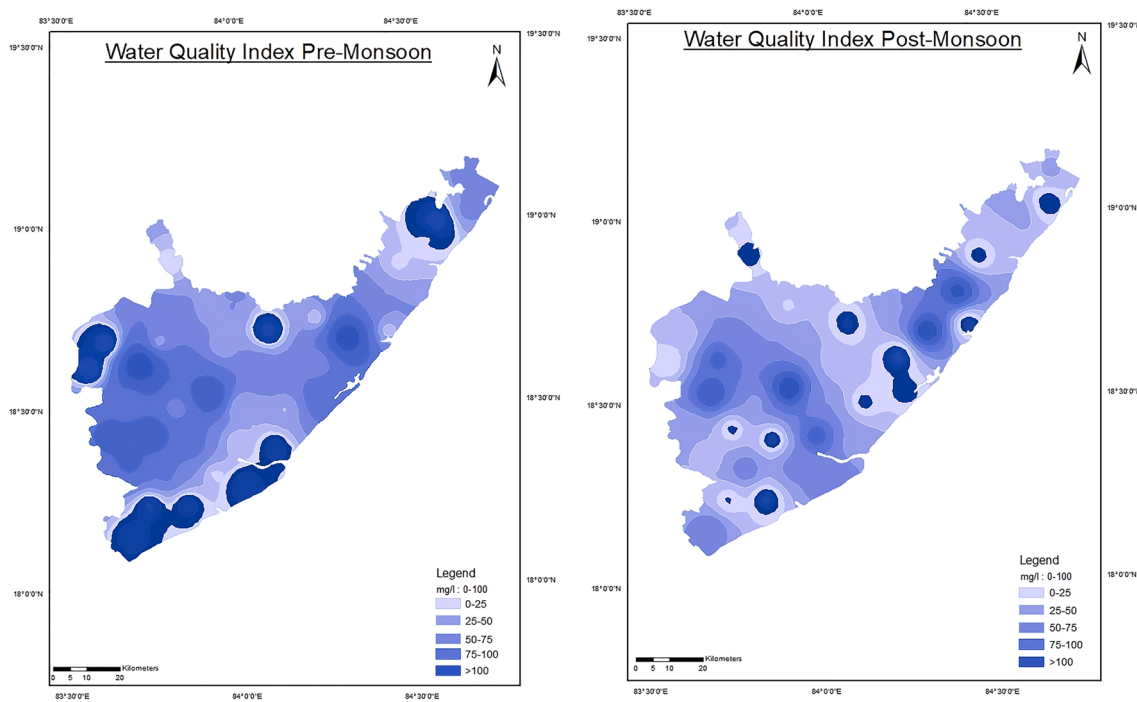 83°30'0"E 84°0'0"E 84°30'0"E
19°30'0"N
Water Quality Index Pre-Monsoon
N
19°0'0"N
18°30'0"N
18°0'0"N
Legend
mg/l : 0-100
0-25
25-50
50-75
75-100
>100
Kilometers
0 5 10 20
83°30'0"E 84°0'0"E 84°30'0"E
19°30'0"N
19°0'0"N
18°30'0"N
18°0'0"N
83°30'0"E 84°0'0"E 84°30'0"E
19°30'0"N
Water Quality Index Post-Monsoon
N
19°0'0"N
18°30'0"N
18°0'0"N
Legend
mg/l : 0-100
0-25
25-50
50-75
75-100
>100
Kilometers
0 5 10 20
83°30'0"E 84°0'0"E 84°30'0"E
19°30'0"N
19°0'0"N
18°30'0"N
18°0'0"N